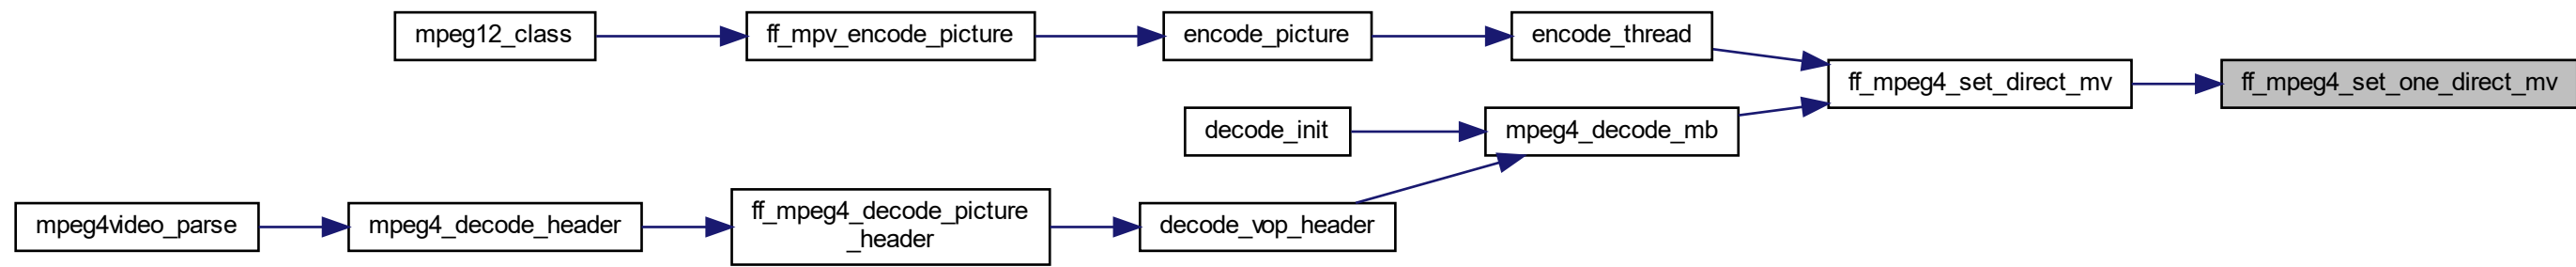 mpeg12_class
ff_mpv_encode_picture
encode_picture
encode_thread
ff_mpeg4_set_direct_mv
ff_mpeg4_set_one_direct_mv
decode_init
mpeg4_decode_mb
mpeg4video_parse
mpeg4_decode_header
ff_mpeg4_decode_picture
_header
decode_vop_header